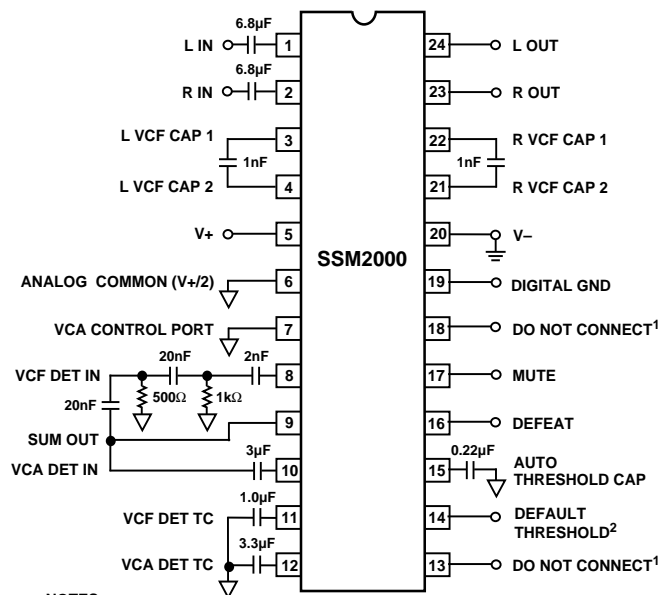 6.8µF
L IN 1
6.8µF
R IN 2
L VCF CAP 1 3
1nF
L VCF CAP 2 4
V+ 5
ANALOG COMMON (V+/2) 6
VCA CONTROL PORT 7
20nF 2nF
VCF DET IN 8
20nF 500Ω 1kΩ
SUM OUT 9
3µF
VCA DET IN 10
1.0µF
VCF DET TC 11
3.3µF
VCA DET TC 12
SSM2000
24 L OUT
23 R OUT
22 R VCF CAP 1
1nF
21 R VCF CAP 2
20 V–
19 DIGITAL GND
18 DO NOT CONNECT¹
17 MUTE
16 DEFEAT
0.22µF
15 AUTO
THRESHOLD CAP
14 DEFAULT
THRESHOLD²
13 DO NOT CONNECT¹